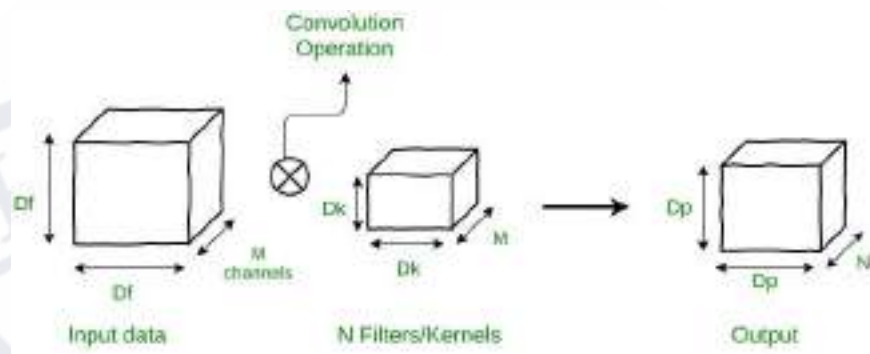 Convolution
Operation
Df
M
channels
Df
Input data
Dk
M
Dk
N Filters/Kernels
Dp
N
Dp
Output